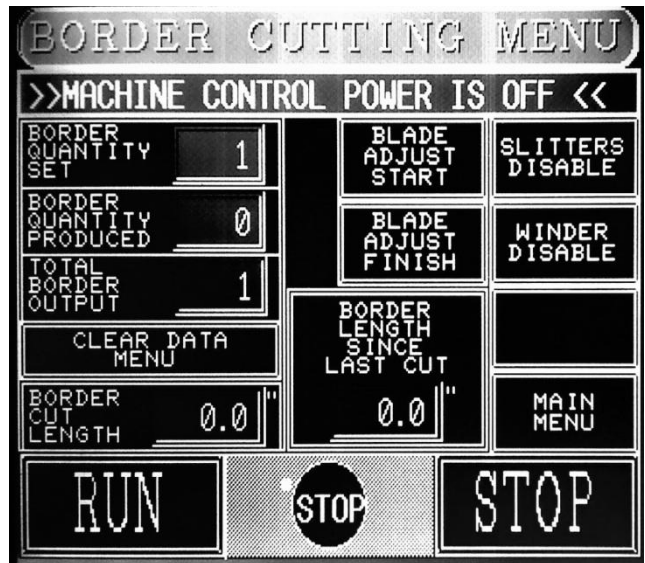 BORDER CUTTING MENU
>>MACHINE CONTROL POWER IS OFF <<
BORDER
QUANTITY
SET
1
BLADE
ADJUST
START
SLITTERS
DISABLE
BORDER
QUANTITY
PRODUCED
0
BLADE
ADJUST
FINISH
WINDER
DISABLE
TOTAL
BORDER
OUTPUT
1
CLEAR DATA
MENU
BORDER
LENGTH
SINCE
LAST CUT
0.0"
BORDER
CUT
LENGTH
0.0"
MAIN
MENU
RUN
STOP
STOP